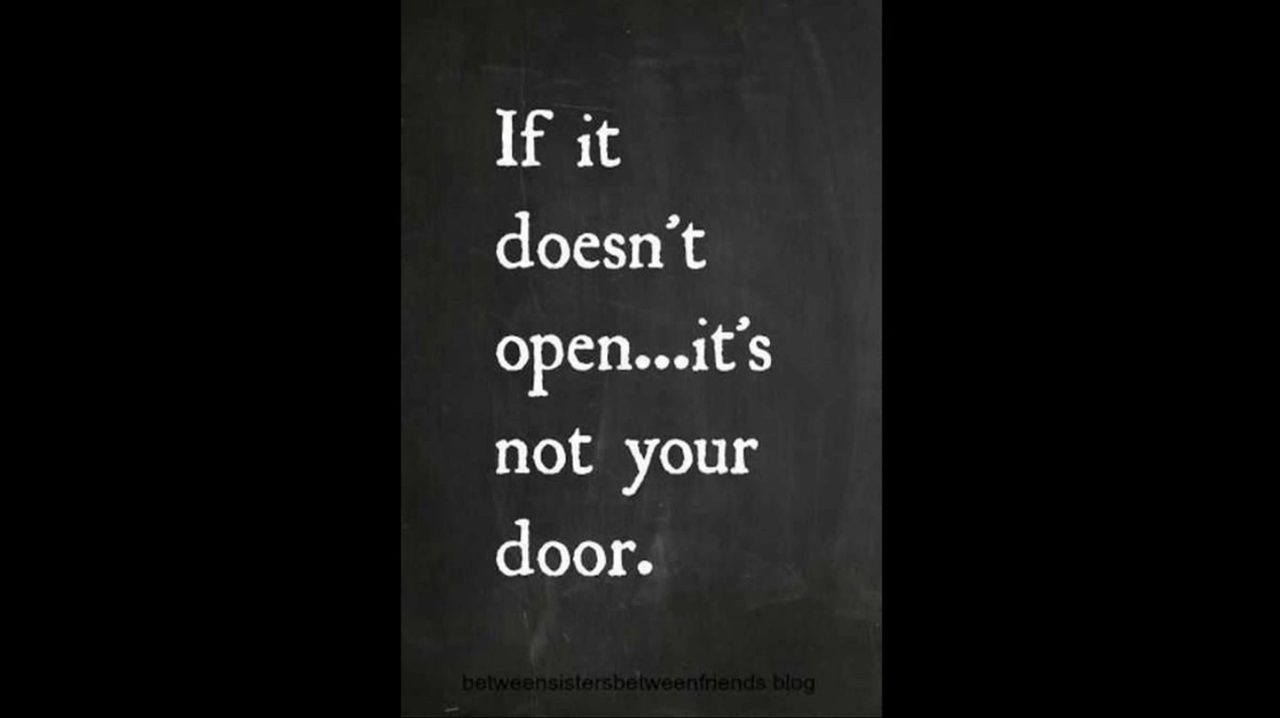 If it
doesn't
open...it's
not your
door.
betweensistersbetweenfriends blog